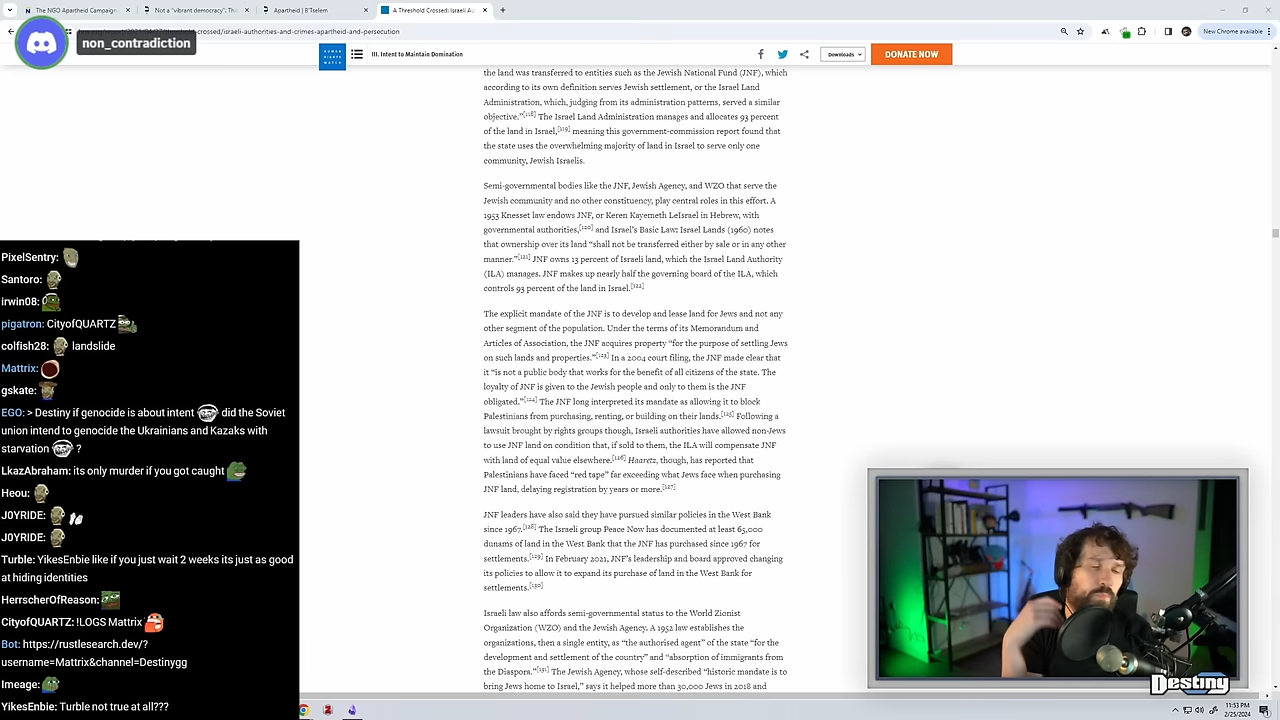 The NGO Apartheid Campaign
Not a "vibrant democracy". This
Apartheid | B'Tselem
A Threshold Crossed: Israeli Au
crossed/israeli-authorities-and-crimes-apartheid-and-persecution
New Chrome available
non_contradiction
HUMAN
RIGHTS
WATCH
III. Intent to Maintain Domination
Downloads
DONATE NOW
the land was transferred to entities such as the Jewish National Fund (JNF), which
according to its own definition serves Jewish settlement, or the Israel Land
Administration, which, judging from its administration patterns, served a similar
objective."[118] The Israel Land Administration manages and allocates 93 percent
of the land in Israel,[119] meaning this government-commission report found that
the state uses the overwhelming majority of land in Israel to serve only one
community, Jewish Israelis.
Semi-governmental bodies like the JNF, Jewish Agency, and WZO that serve the
Jewish community and no other constituency, play central roles in this effort. A
1953 Knesset law endows JNF, or Keren Kayemeth LeIsrael in Hebrew, with
governmental authorities,[120] and Israel's Basic Law: Israel Lands (1960) notes
that ownership over its land "shall not be transferred either by sale or in any other
manner."[121] JNF owns 13 percent of Israeli land, which the Israel Land Authority
(ILA) manages. JNF makes up nearly half the governing board of the ILA, which
controls 93 percent of the land in Israel.[122]
The explicit mandate of the JNF is to develop and lease land for Jews and not any
other segment of the population. Under the terms of its Memorandum and
Articles of Association, the JNF acquires property "for the purpose of settling Jews
on such lands and properties."[123] In a 2004 court filing, the JNF made clear that
it "is not a public body that works for the benefit of all citizens of the state. The
loyalty of JNF is given to the Jewish people and only to them is the JNF
obligated."[124] The JNF long interpreted its mandate as allowing it to block
Palestinians from purchasing, renting, or building on their lands.[125] Following a
lawsuit brought by rights groups though, Israeli authorities have allowed non-Jews
to use JNF land on condition that, if sold to them, the ILA will compensate JNF
with land of equal value elsewhere.[126] Haaretz, though, has reported that
Palestinians have faced "red tape" far exceeding what Jews face when purchasing
JNF land, delaying registration by years or more.[127]
JNF leaders have also said they have pursued similar policies in the West Bank
since 1967.[128] The Israeli group Peace Now has documented at least 65,000
dunams of land in the West Bank that the JNF has purchased since 1967 for
settlements.[129] In February 2021, JNF's leadership and board approved changing
its policies to allow it to expand its purchase of land in the West Bank for
settlements.[130]
Israeli law also affords semi-governmental status to the World Zionist
Organization (WZO) and the Jewish Agency. A 1952 law establishes the
organizations, then a single entity, as "the authorised agent" of the state "for the
development and settlement of the country" and "absorption of immigrants from
the Diaspora."[131] The Jewish Agency, whose self-described "historic mandate is to
bring Jews home to Israel," says it helped more than 30,000 Jews in 2018 and
PixelSentry:
Santoro:
irwin08:
pigatron: CityofQUARTZ
colfish28: landslide
Mattrix:
gskate:
EGO: > Destiny if genocide is about intent did the Soviet
union intend to genocide the Ukrainians and Kazaks with
starvation ?
LkazAbraham: its only murder if you got caught
Heou:
J0YRIDE:
J0YRIDE:
Turble: YikesEnbie like if you just wait 2 weeks its just as good
at hiding identities
HerrscherOfReason:
CityofQUARTZ: !LOGS Mattrix
Bot: https://rustlesearch.dev/?
username=Mattrix&channel=Destinygg
Imeage:
YikesEnbie: Turble not true at all???
Destiny
11:53 PM
2/25/2024